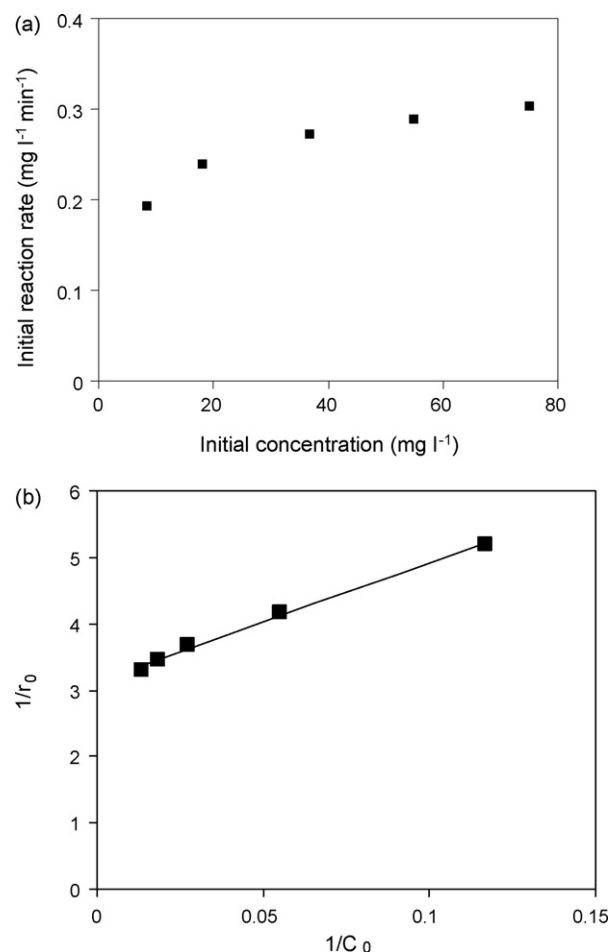 (a)
0.4
0.3
0.2
0.1
0
0 20 40 60 80
Initial reaction rate (mg l⁻¹ min⁻¹)
Initial concentration (mg l⁻¹)
(b)
6
5
4
3
2
1
0
0 0.05 0.1 0.15
1/r₀
1/C₀